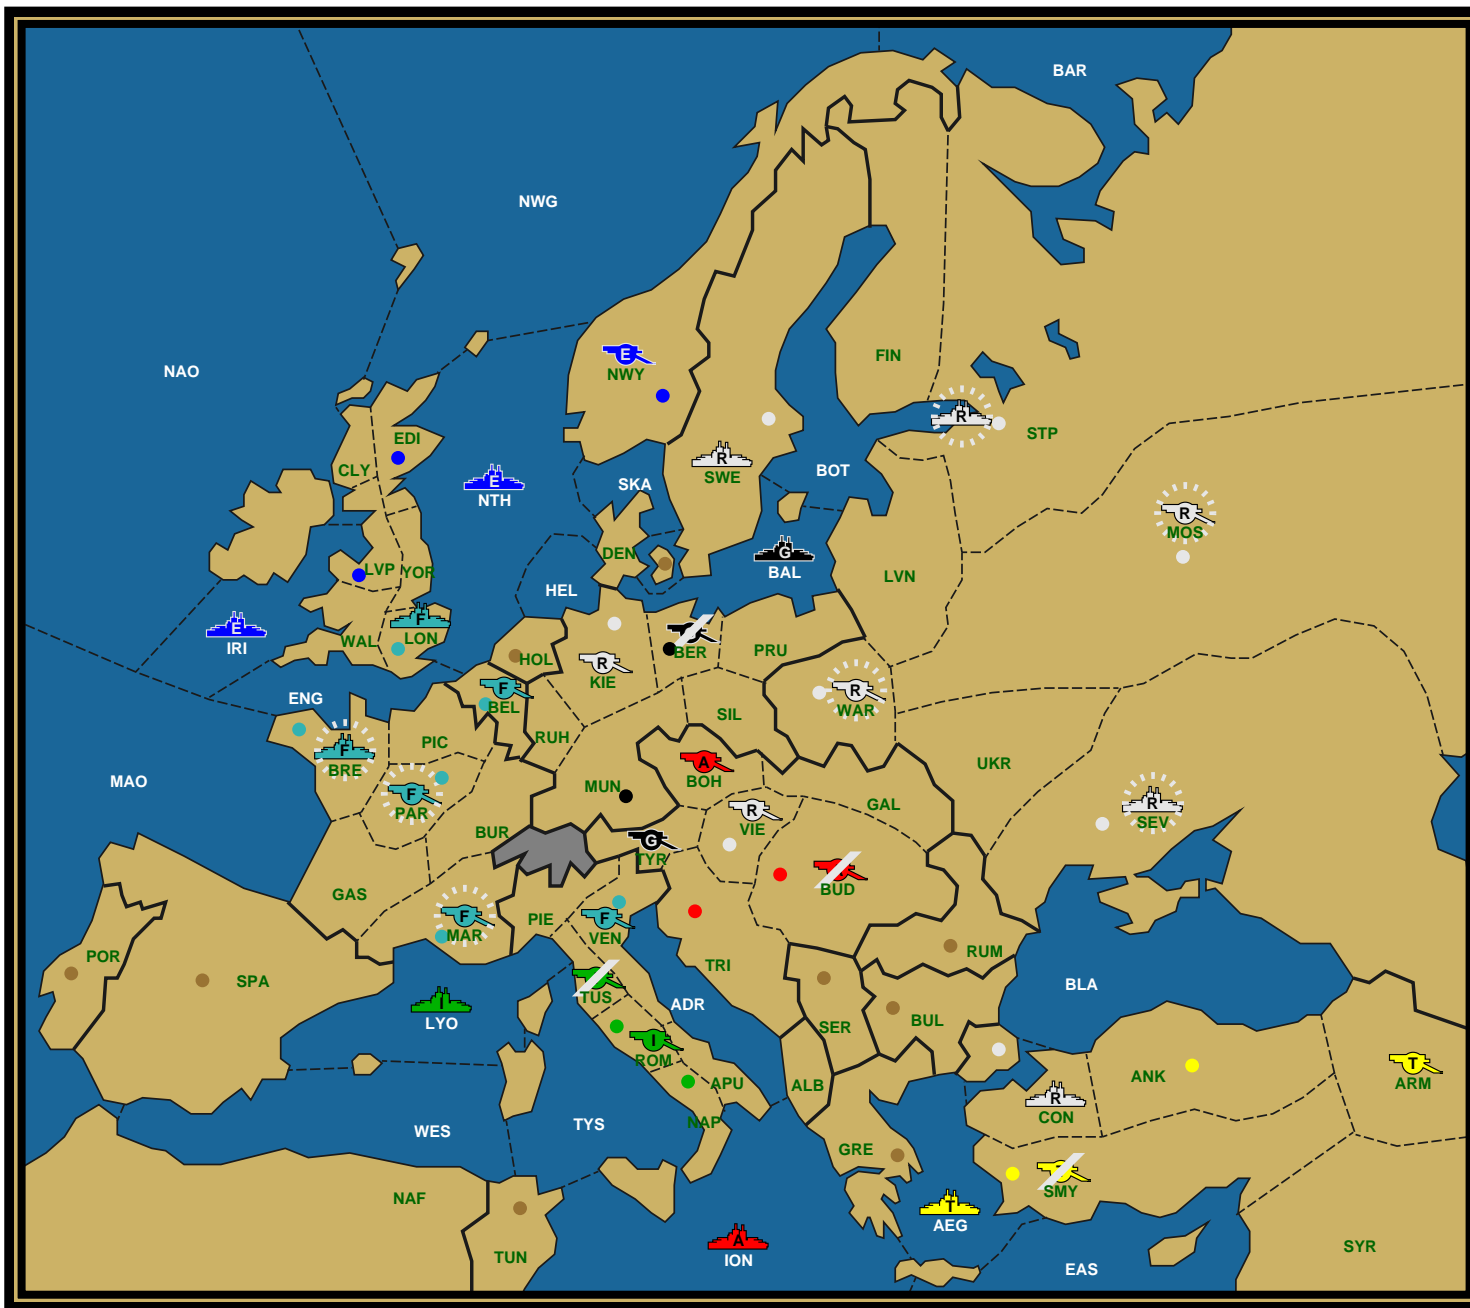 BAR
NWG
NAO
E
NWY
FIN
R
STP
EDI
CLY
R
SWE
BOT
E
NTH
SKA
R
MOS
G
BAL
DEN
LVP
YOR
LVN
HEL
F
LON
E
IRI
WAL
HOL
R
KIE
BER
PRU
ENG
F
BEL
R
WAR
RUH
SIL
PIC
F
BRE
A
BOH
UKR
MAO
F
PAR
MUN
R
VIE
GAL
R
SEV
BUR
G
TYR
BUD
GAS
F
MAR
PIE
F
VEN
POR
SPA
TRI
RUM
I
LYO
TUS
ADR
BLA
SER
BUL
I
ROM
APU
ALB
ANK
T
ARM
R
CON
WES
TYS
NAP
GRE
NAF
SMY
T
AEG
A
ION
TUN
EAS
SYR